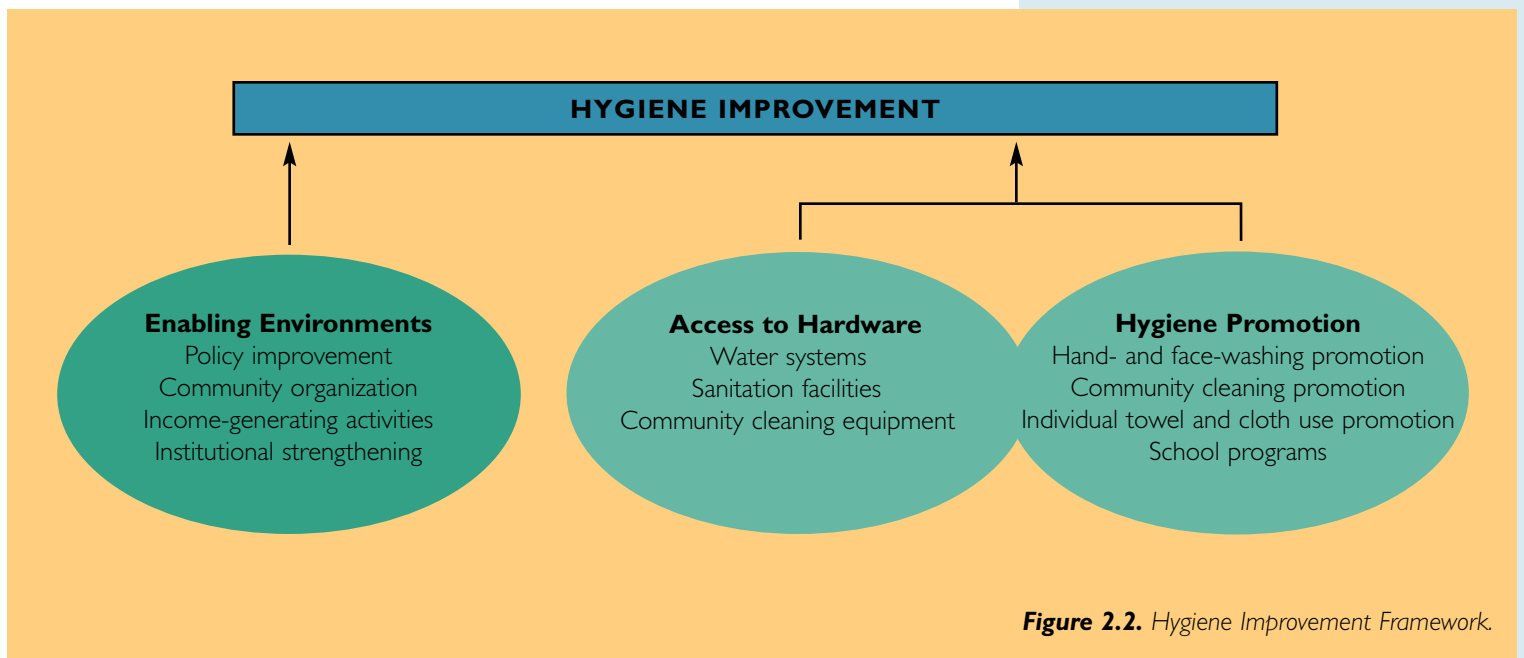 HYGIENE IMPROVEMENT
Enabling Environments
Policy improvement
Community organization
Income-generating activities
Institutional strengthening
Access to Hardware
Water systems
Sanitation facilities
Community cleaning equipment
Hygiene Promotion
Hand- and face-washing promotion
Community cleaning promotion
Individual towel and cloth use promotion
School programs
Figure 2.2. Hygiene Improvement Framework.